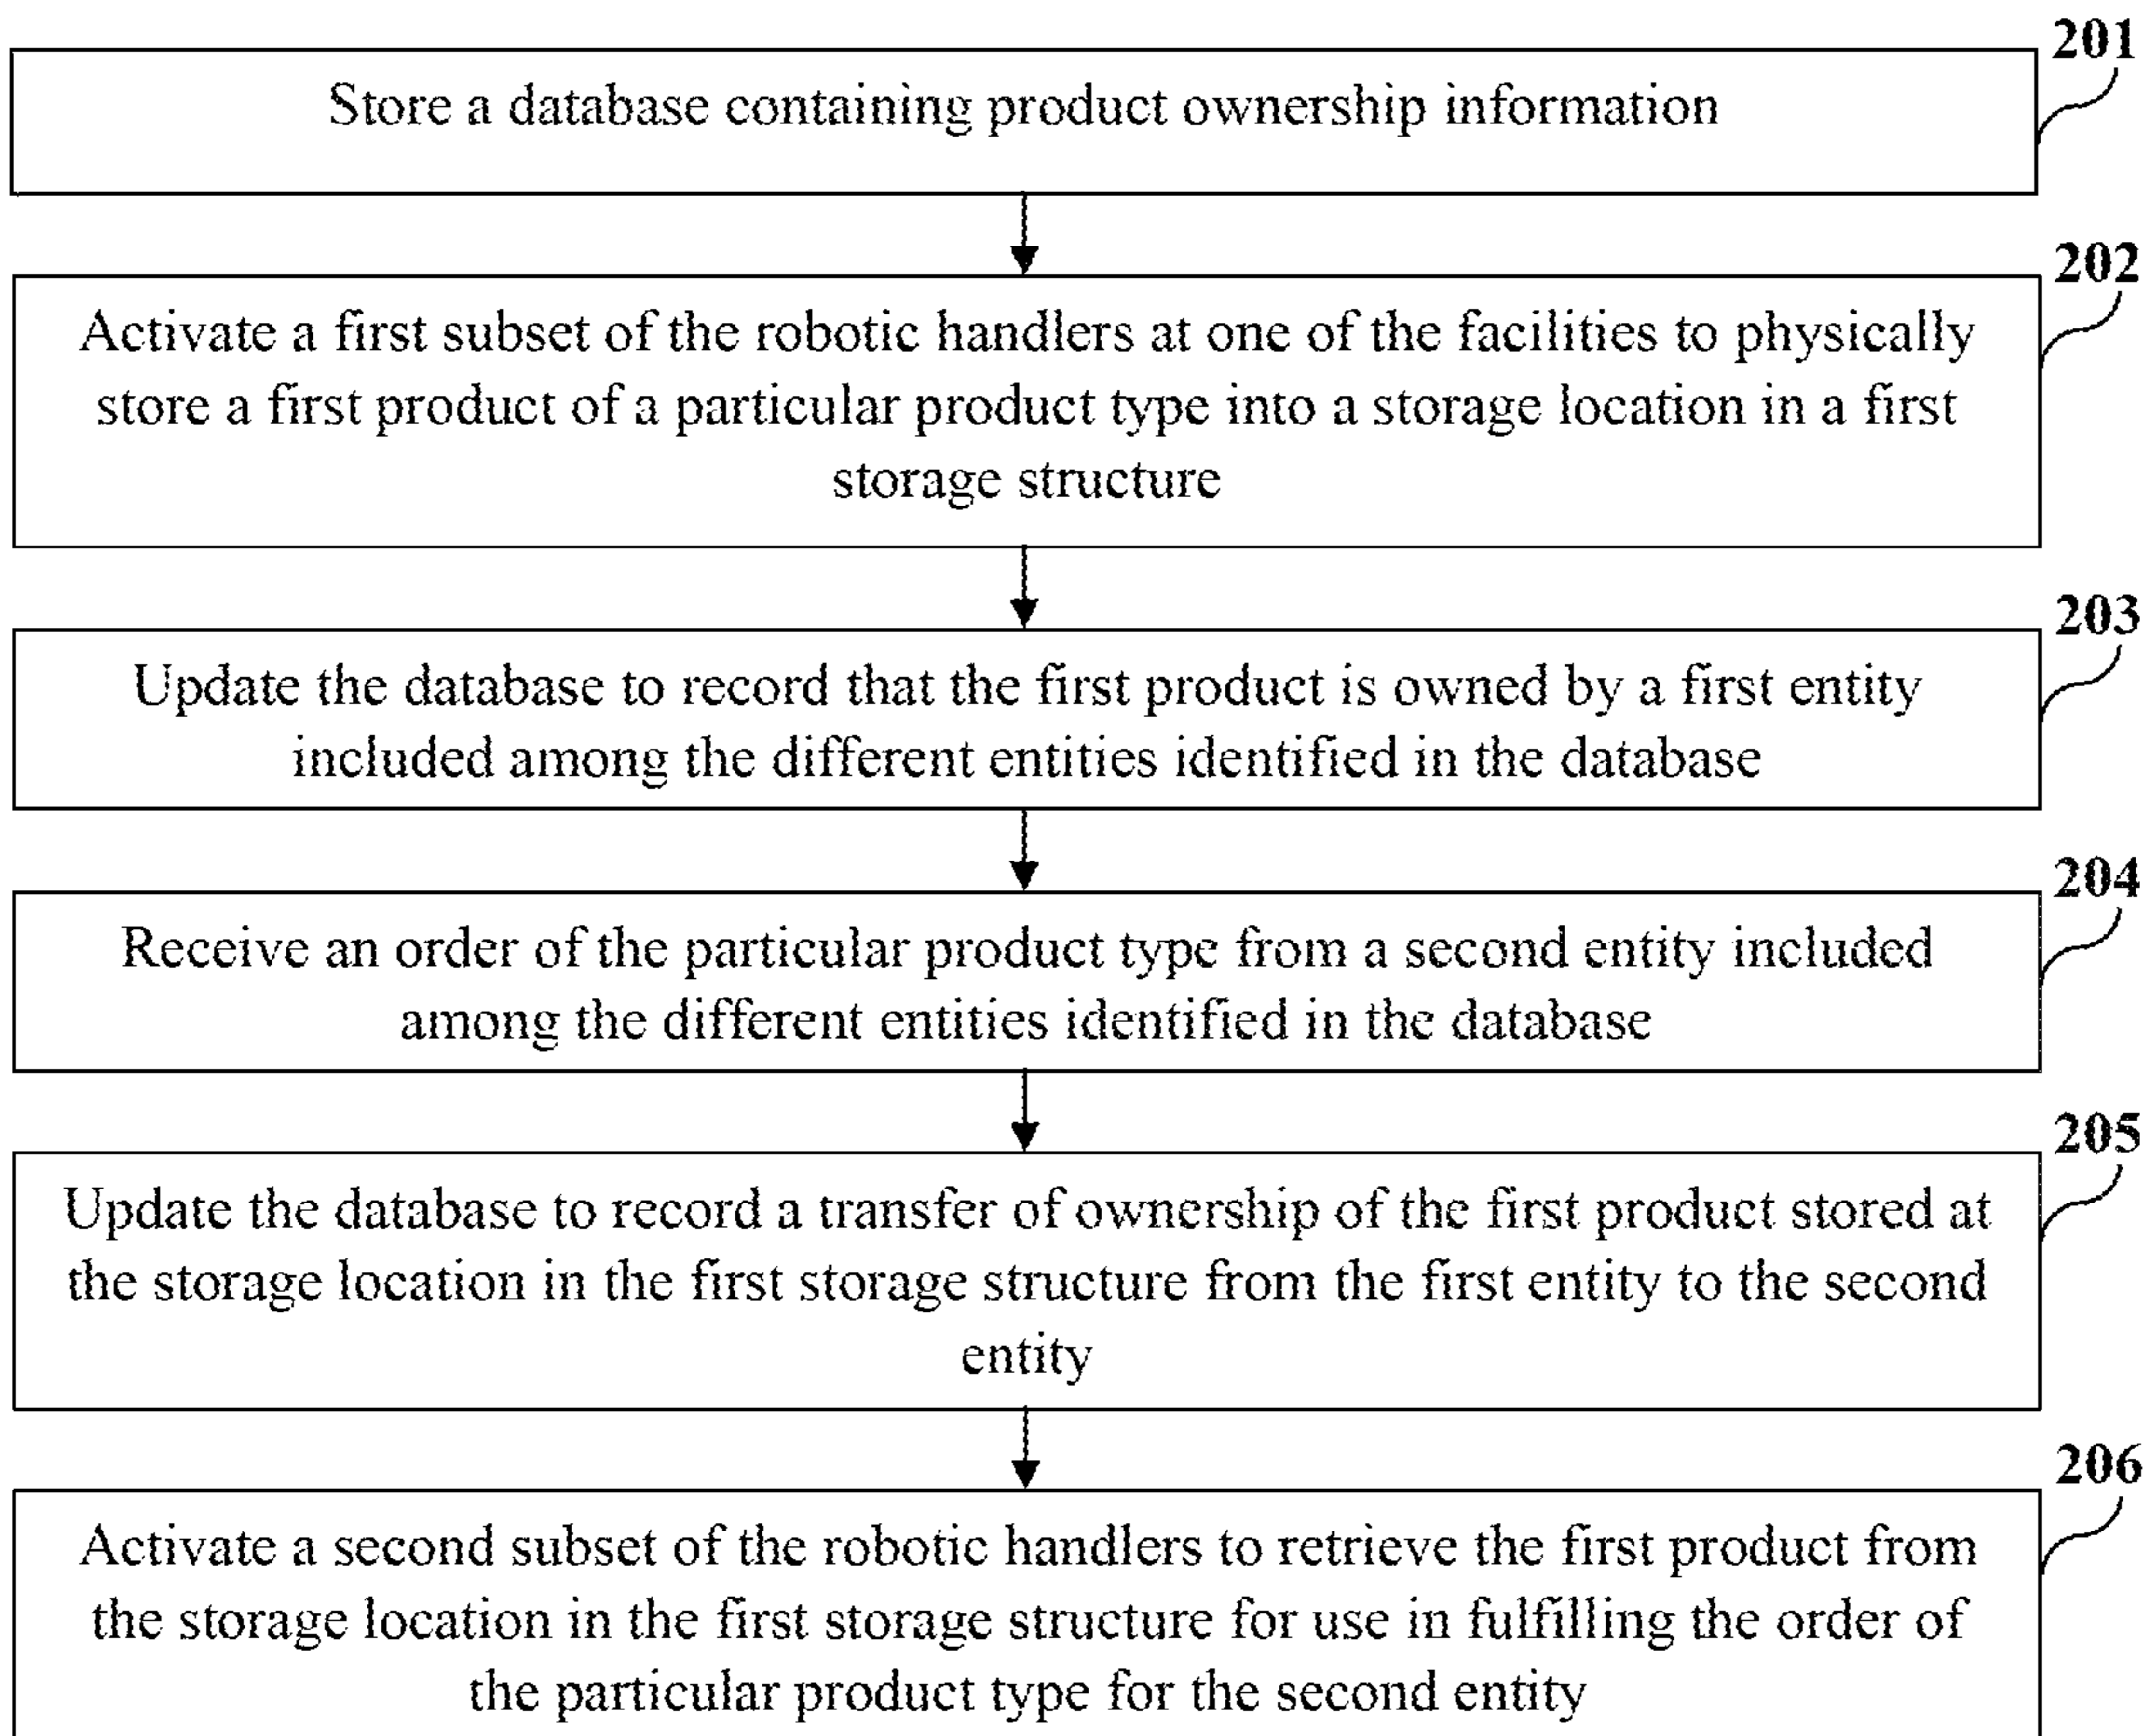 201
Store a database containing product ownership information
202
Activate a first subset of the robotic handlers at one of the facilities to physically
store a first product of a particular product type into a storage location in a first
storage structure
203
Update the database to record that the first product is owned by a first entity
included among the different entities identified in the database
204
Receive an order of the particular product type from a second entity included
among the different entities identified in the database
205
Update the database to record a transfer of ownership of the first product stored at
the storage location in the first storage structure from the first entity to the second
entity
206
Activate a second subset of the robotic handlers to retrieve the first product from
the storage location in the first storage structure for use in fulfilling the order of
the particular product type for the second entity